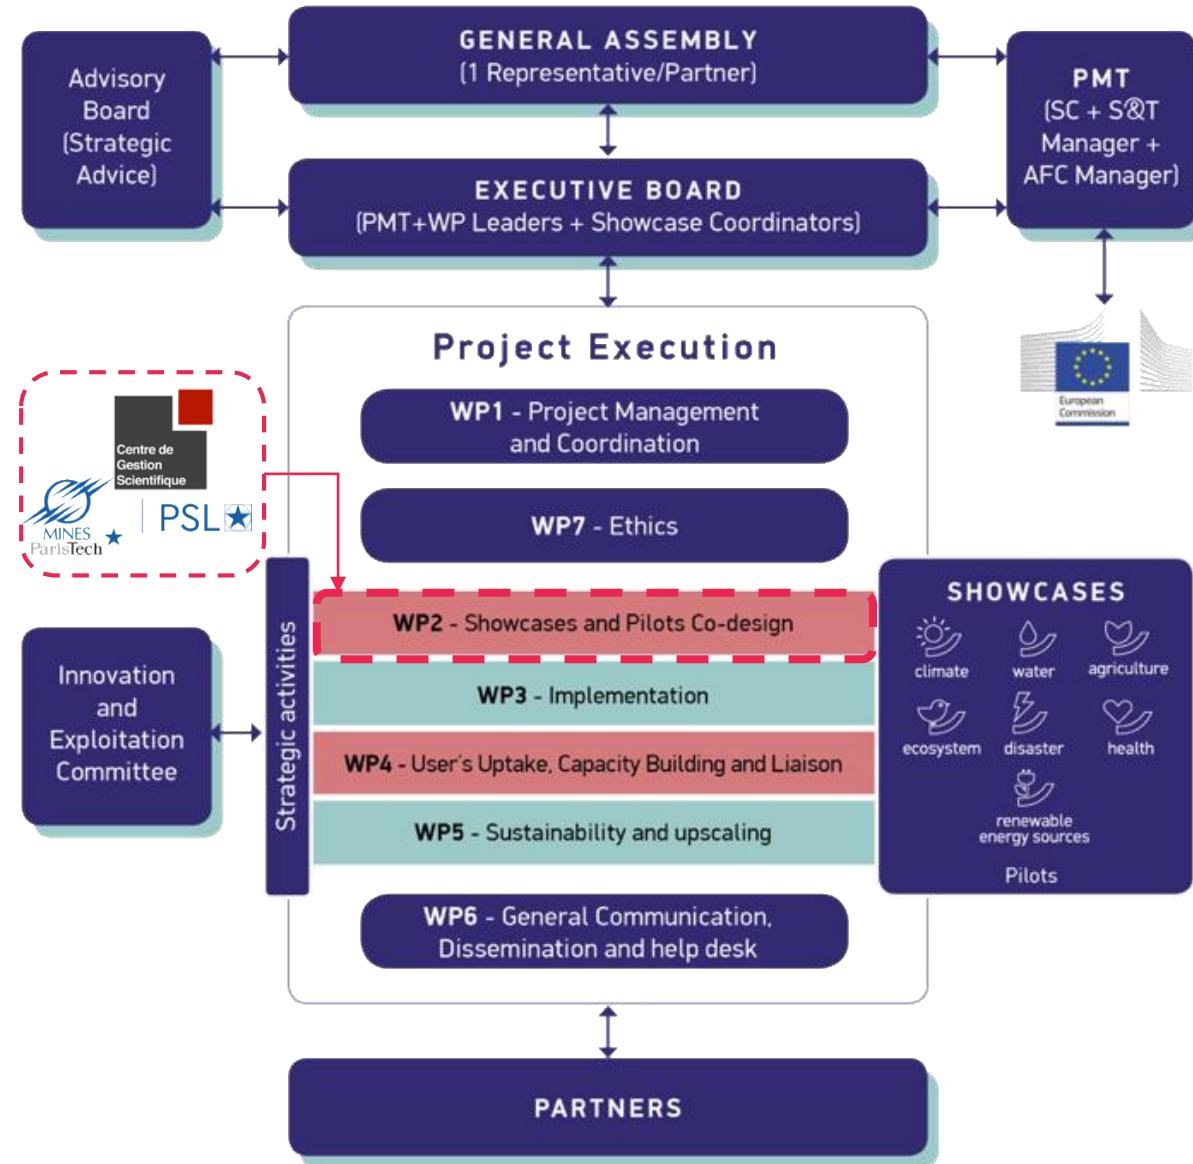 GENERAL ASSEMBLY
(1 Representative/Partner)
Advisory
Board
(Strategic
Advice)
PMT
(SC + S&T
Manager +
AFC Manager)
EXECUTIVE BOARD
(PMT+WP Leaders + Showcase Coordinators)
European
Commission
Project Execution
Centre de
Gestion
Scientifique
MINES
ParisTech
PSL
WP1 - Project Management
and Coordination
WP7 - Ethics
Strategic activities
WP2 - Showcases and Pilots Co-design
WP3 - Implementation
WP4 - User's Uptake, Capacity Building and Liaison
WP5 - Sustainability and upscaling
SHOWCASES
climate
water
agriculture
ecosystem
disaster
health
renewable
energy sources
Pilots
Innovation
and
Exploitation
Committee
WP6 - General Communication,
Dissemination and help desk
PARTNERS